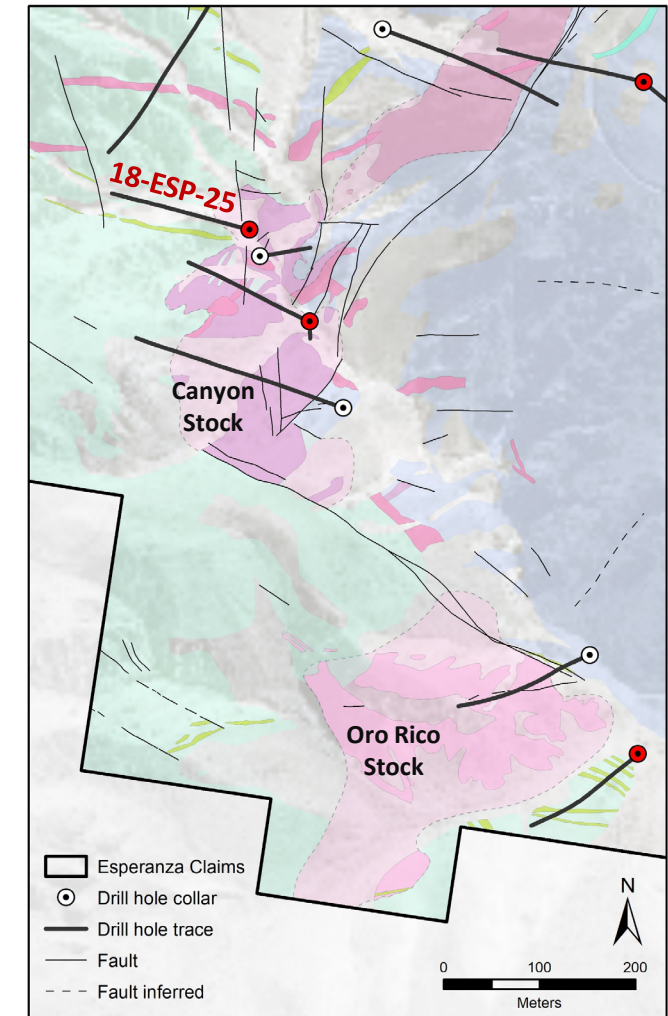 18-ESP-25
Canyon
Stock
Oro Rico
Stock
Esperanza Claims
Drill hole collar
Drill hole trace
Fault
Fault inferred
N
0 100 200
Meters